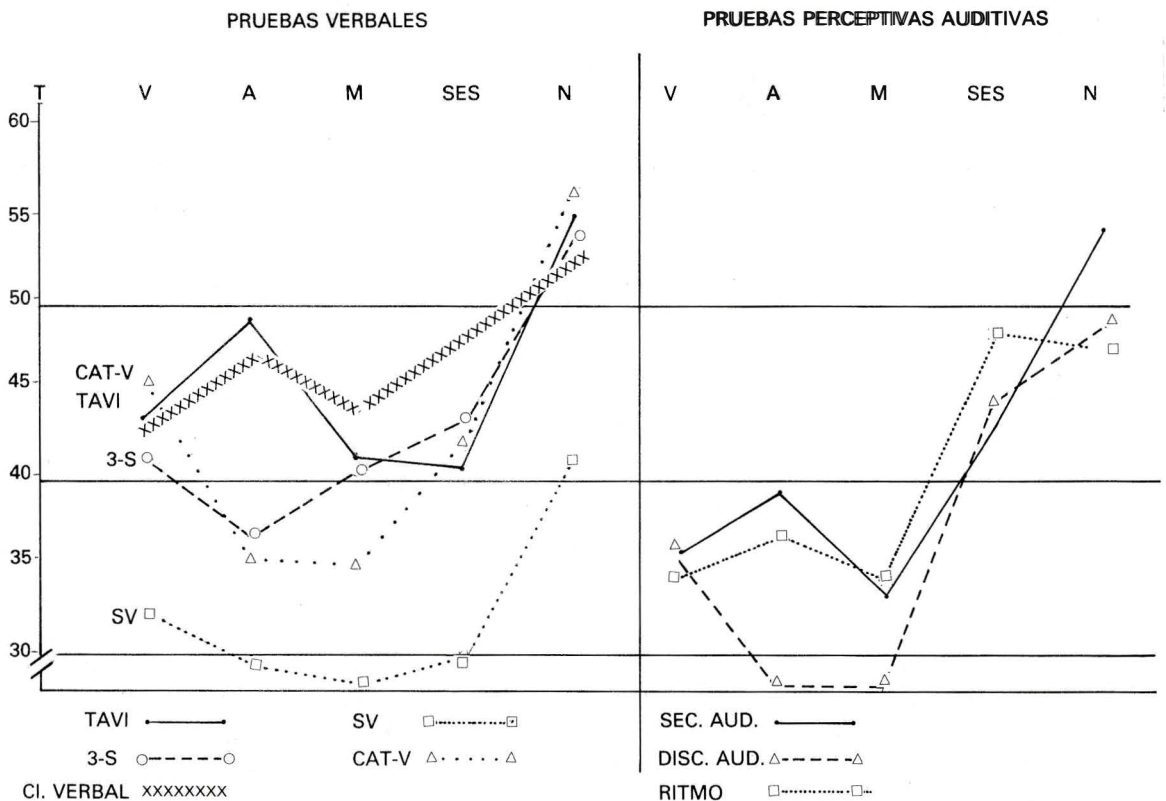 PRUEBAS VERBALES
PRUEBAS PERCEPTIVAS AUDITIVAS
T V A M SES N
V A M SES N
60
55
50
45
40
35
30
CAT-V
TAVI
3-S
SV
TAVI
SV
3-S
CAT-V
CI. VERBAL xxxxxxxx
SEC. AUD.
DISC. AUD.
RITMO